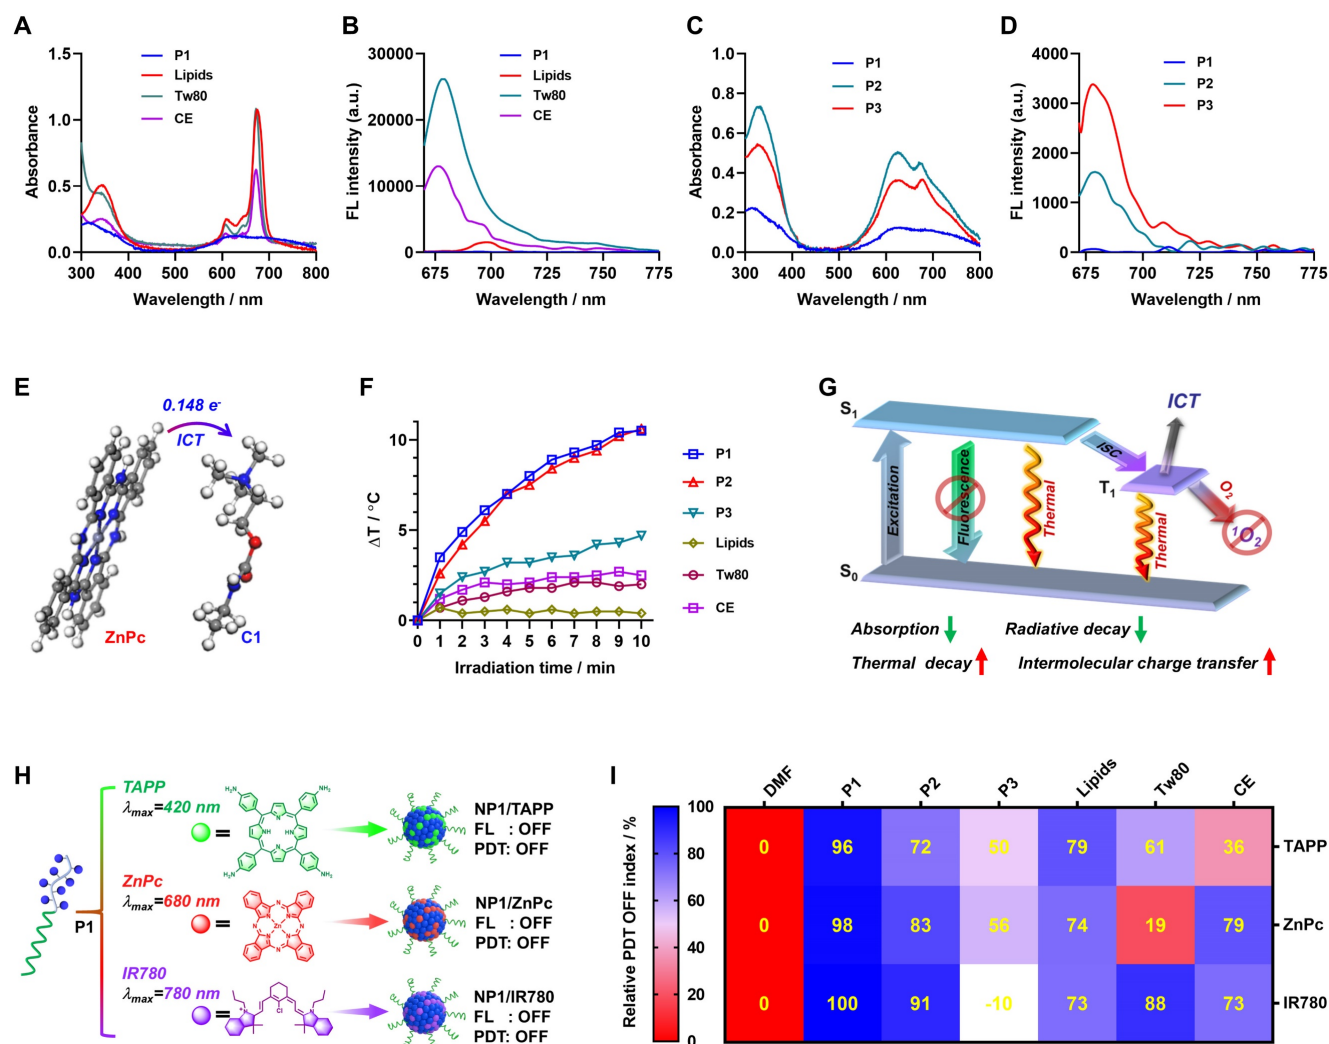 A
1.5
1.0
0.5
0.0
300 400 500 600 700 800
Absorbance
Wavelength / nm
P1
Lipids
Tw80
CE
B
30000
20000
10000
0
675 700 725 750 775
FL intensity (a.u.)
Wavelength / nm
P1
Lipids
Tw80
CE
C
1.0
0.8
0.6
0.4
0.2
0.0
300 400 500 600 700 800
Absorbance
Wavelength / nm
P1
P2
P3
D
4000
3000
2000
1000
0
675 700 725 750 775
FL intensity (a.u.)
Wavelength / nm
P1
P2
P3
E
0.148 e-
ICT
ZnPc
C1
F
10
5
0
0 1 2 3 4 5 6 7 8 9 10
ΔT / °C
Irradiation time / min
P1
P2
P3
Lipids
Tw80
CE
G
S1
ICT
ISC
T1
O2
1O2
Excitation
Fluorescence
Thermal
Thermal
S0
Absorption
Radiative decay
Thermal decay
Intermolecular charge transfer
H
P1
TAPP
λmax=420 nm
=
NH2
NH2
NH2
H2N
N
NH
HN
N
NP1/TAPP
FL : OFF
PDT: OFF
ZnPc
λmax=680 nm
=
Zn
NP1/ZnPc
FL : OFF
PDT: OFF
IR780
λmax=780 nm
=
N+
Cl
N
NP1/IR780
FL : OFF
PDT: OFF
I
Relative PDT OFF index / %
100
80
60
40
20
0
DMF P1 P2 P3 Lipids Tw80 CE
0 96 72 50 79 61 36 TAPP
0 98 83 56 74 19 79 ZnPc
0 100 91 -10 73 88 73 IR780